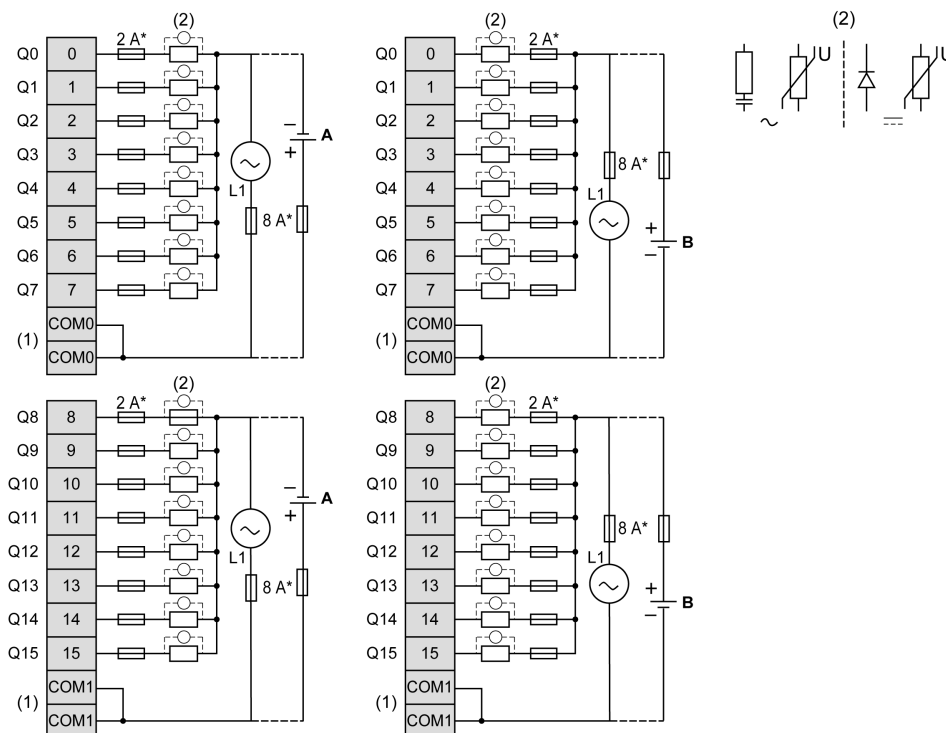 (2)
Q0 0 2 A*
Q1 1
Q2 2
Q3 3
Q4 4
Q5 5
Q6 6
Q7 7
COM0
(1)
COM0
L1
8 A*
− A
+
(2)
Q0 0 2 A*
Q1 1
Q2 2
Q3 3
Q4 4
Q5 5
Q6 6
Q7 7
COM0
(1)
COM0
8 A*
L1
+ B
−
(2)
U U
(2)
Q8 8 2 A*
Q9 9
Q10 10
Q11 11
Q12 12
Q13 13
Q14 14
Q15 15
COM1
(1)
COM1
L1
8 A*
− A
+
(2)
Q8 8 2 A*
Q9 9
Q10 10
Q11 11
Q12 12
Q13 13
Q14 14
Q15 15
COM1
(1)
COM1
8 A*
L1
+ B
−